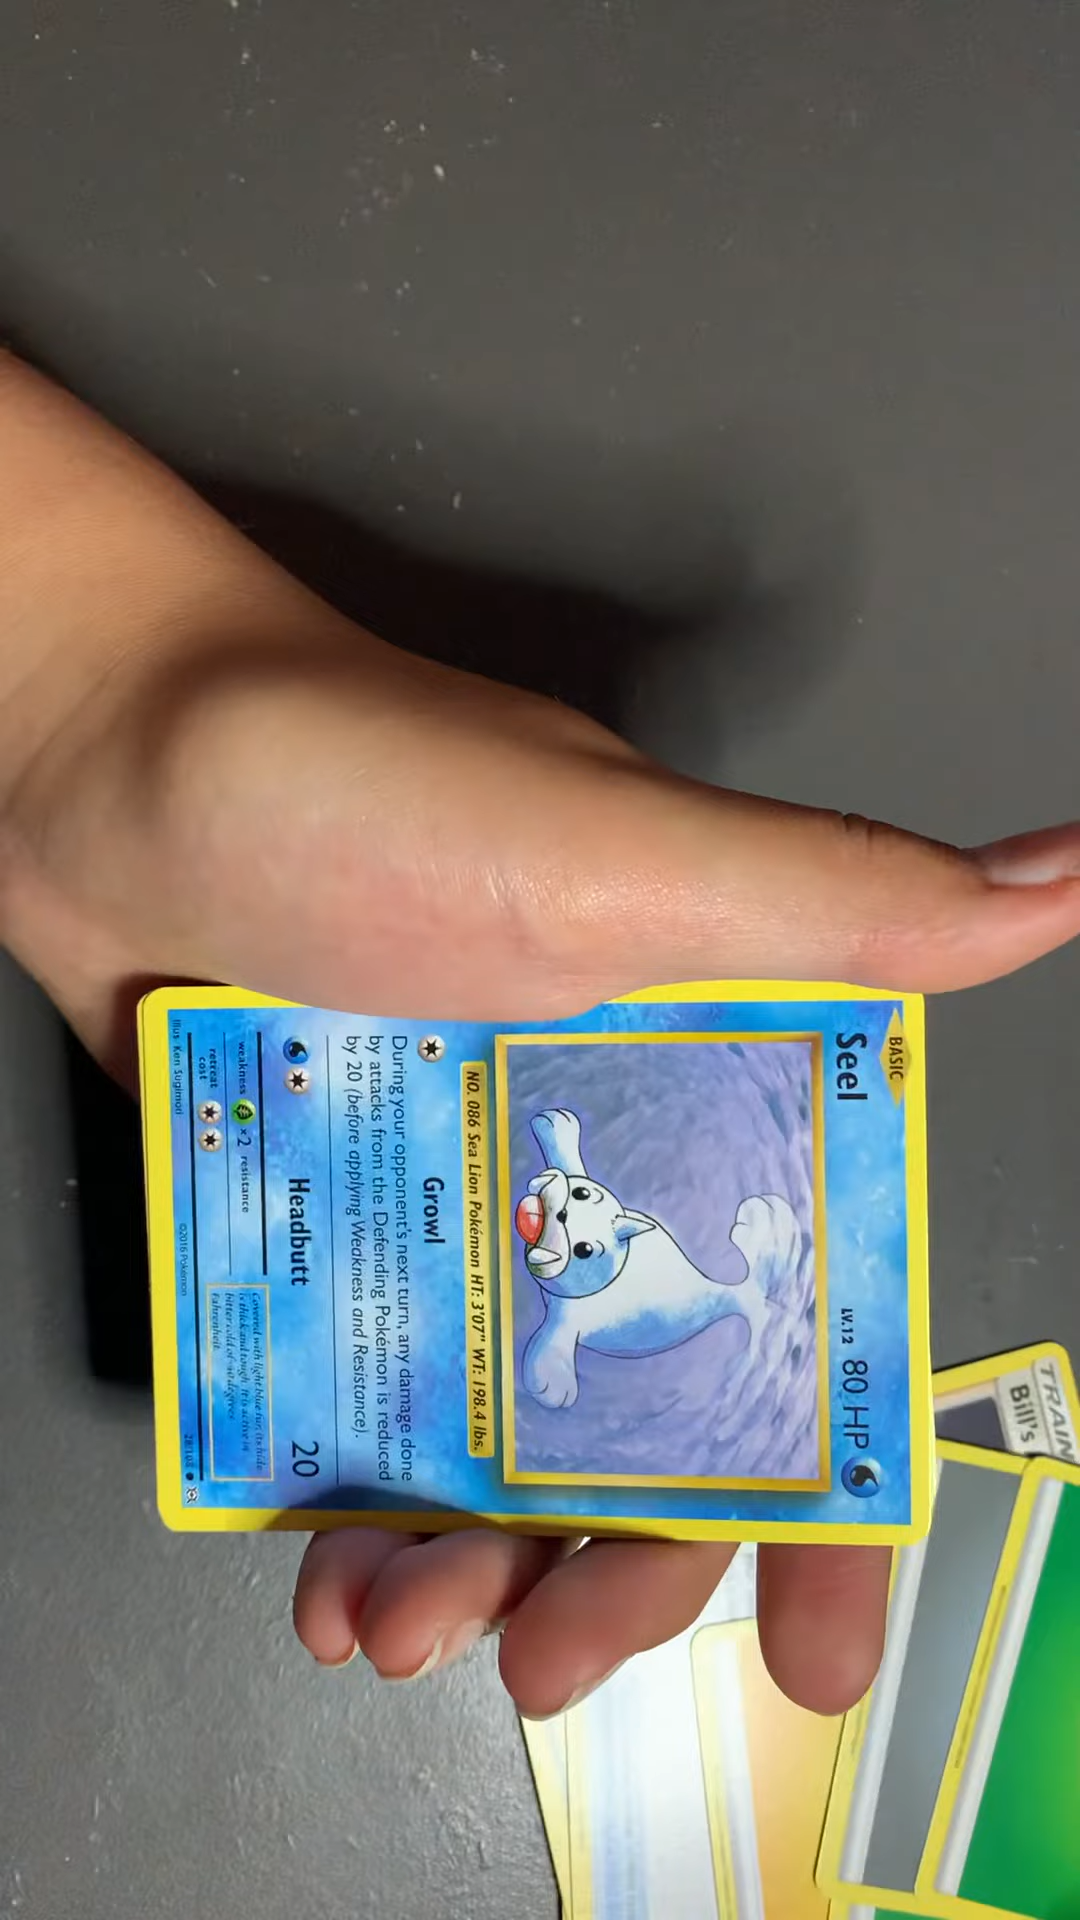 BASIC
Seel
LV.12 80 HP
NO. 086 Sea Lion Pokémon HT: 3'07" WT: 198.4 lbs.
Growl
During your opponent's next turn, any damage done
by attacks from the Defending Pokémon is reduced
by 20 (before applying Weakness and Resistance).
Headbutt 20
weakness ×2 resistance
retreat
cost
Covered with light blue fur, its hide
is thick and tough. It is active in
bitter cold of -40 degrees
Fahrenheit.
Illus. Ken Sugimori
©2016 Pokémon
28/108
TRAIN
Bill's